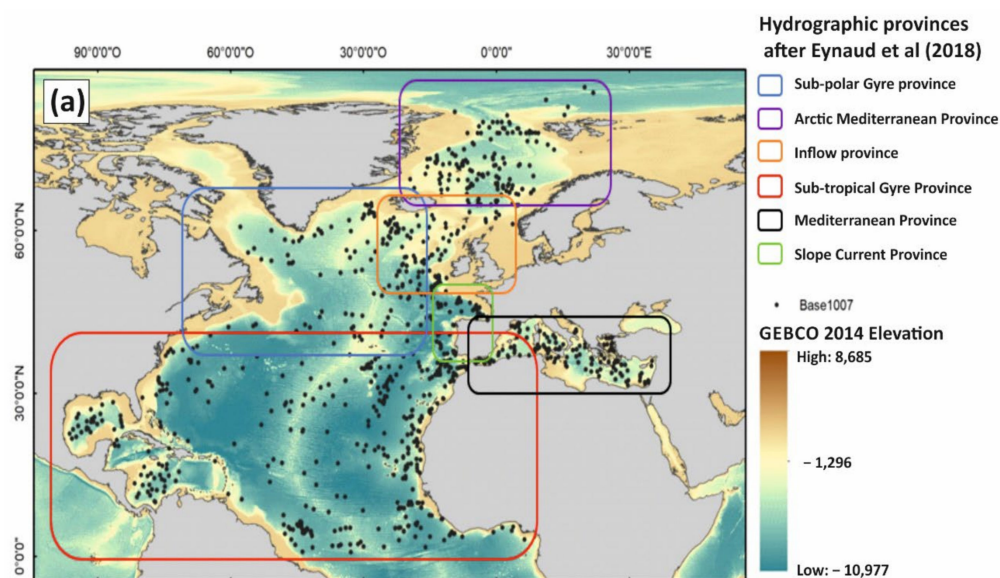 Hydrographic provinces
after Eynaud et al (2018)
90°0'0"O
60°0'0"O
30°0'0"O
0°0'0"
30°0'0"E
(a)
Sub-polar Gyre province
Arctic Mediterranean Province
Inflow province
Sub-tropical Gyre Province
Mediterranean Province
Slope Current Province
Base1007
GEBCO 2014 Elevation
High: 8,685
– 1,296
Low: – 10,977
60°0'0"N
30°0'0"N
0°0'0"